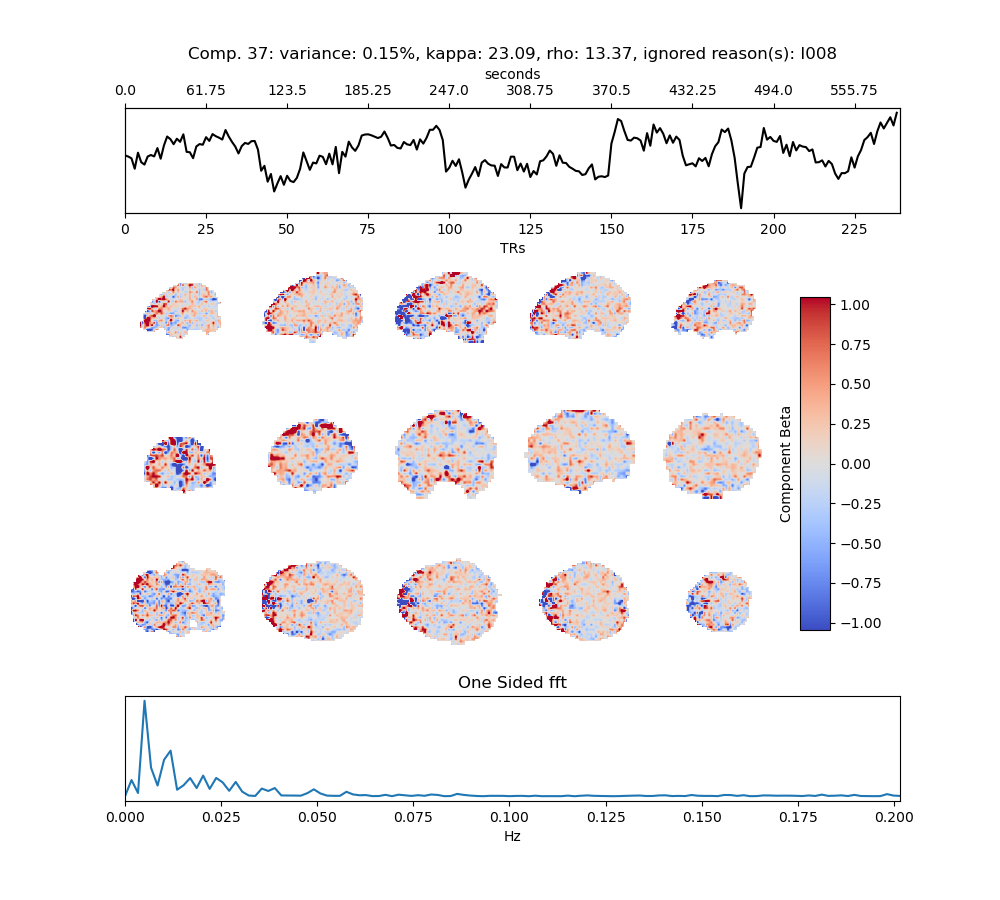 Comp. 37: variance: 0.15%, kappa: 23.09, rho: 13.37, ignored reason(s): I008
seconds
0.0 61.75 123.5 185.25 247.0 308.75 370.5 432.25 494.0 555.75
0 25 50 75 100 125 150 175 200 225
TRs
1.00
0.75
0.50
0.25
0.00
−0.25
−0.50
−0.75
−1.00
Component Beta
One Sided fft
0.000 0.025 0.050 0.075 0.100 0.125 0.150 0.175 0.200
Hz